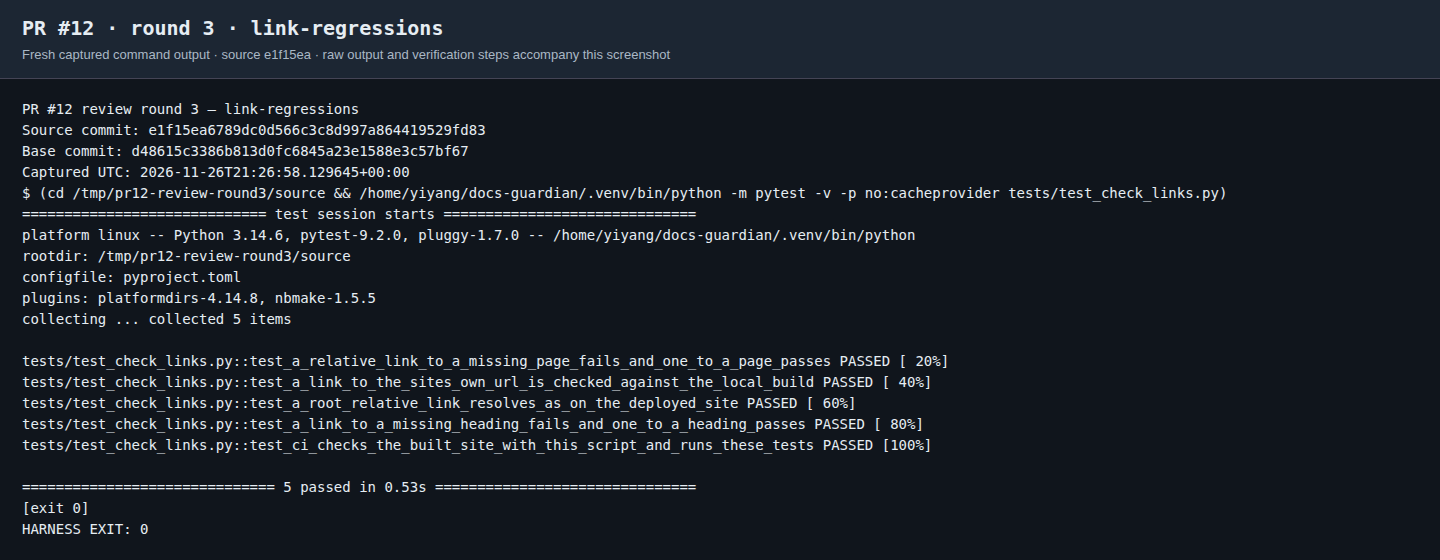 PR #12 · round 3 · link-regressions
Fresh captured command output · source e1f15ea · raw output and verification steps accompany this screenshot
PR #12 review round 3 — link-regressions
Source commit: e1f15ea6789dc0d566c3c8d997a864419529fd83
Base commit: d48615c3386b813d0fc6845a23e1588e3c57bf67
Captured UTC: 2026-11-26T21:26:58.129645+00:00
$ (cd /tmp/pr12-review-round3/source && /home/yiyang/docs-guardian/.venv/bin/python -m pytest -v -p no:cacheprovider tests/test_check_links.py)
============================= test session starts ==============================
platform linux -- Python 3.14.6, pytest-9.2.0, pluggy-1.7.0 -- /home/yiyang/docs-guardian/.venv/bin/python
rootdir: /tmp/pr12-review-round3/source
configfile: pyproject.toml
plugins: platformdirs-4.14.8, nbmake-1.5.5
collecting ... collected 5 items
tests/test_check_links.py::test_a_relative_link_to_a_missing_page_fails_and_one_to_a_page_passes PASSED [ 20%]
tests/test_check_links.py::test_a_link_to_the_sites_own_url_is_checked_against_the_local_build PASSED [ 40%]
tests/test_check_links.py::test_a_root_relative_link_resolves_as_on_the_deployed_site PASSED [ 60%]
tests/test_check_links.py::test_a_link_to_a_missing_heading_fails_and_one_to_a_heading_passes PASSED [ 80%]
tests/test_check_links.py::test_ci_checks_the_built_site_with_this_script_and_runs_these_tests PASSED [100%]
============================== 5 passed in 0.53s ===============================
[exit 0]
HARNESS EXIT: 0